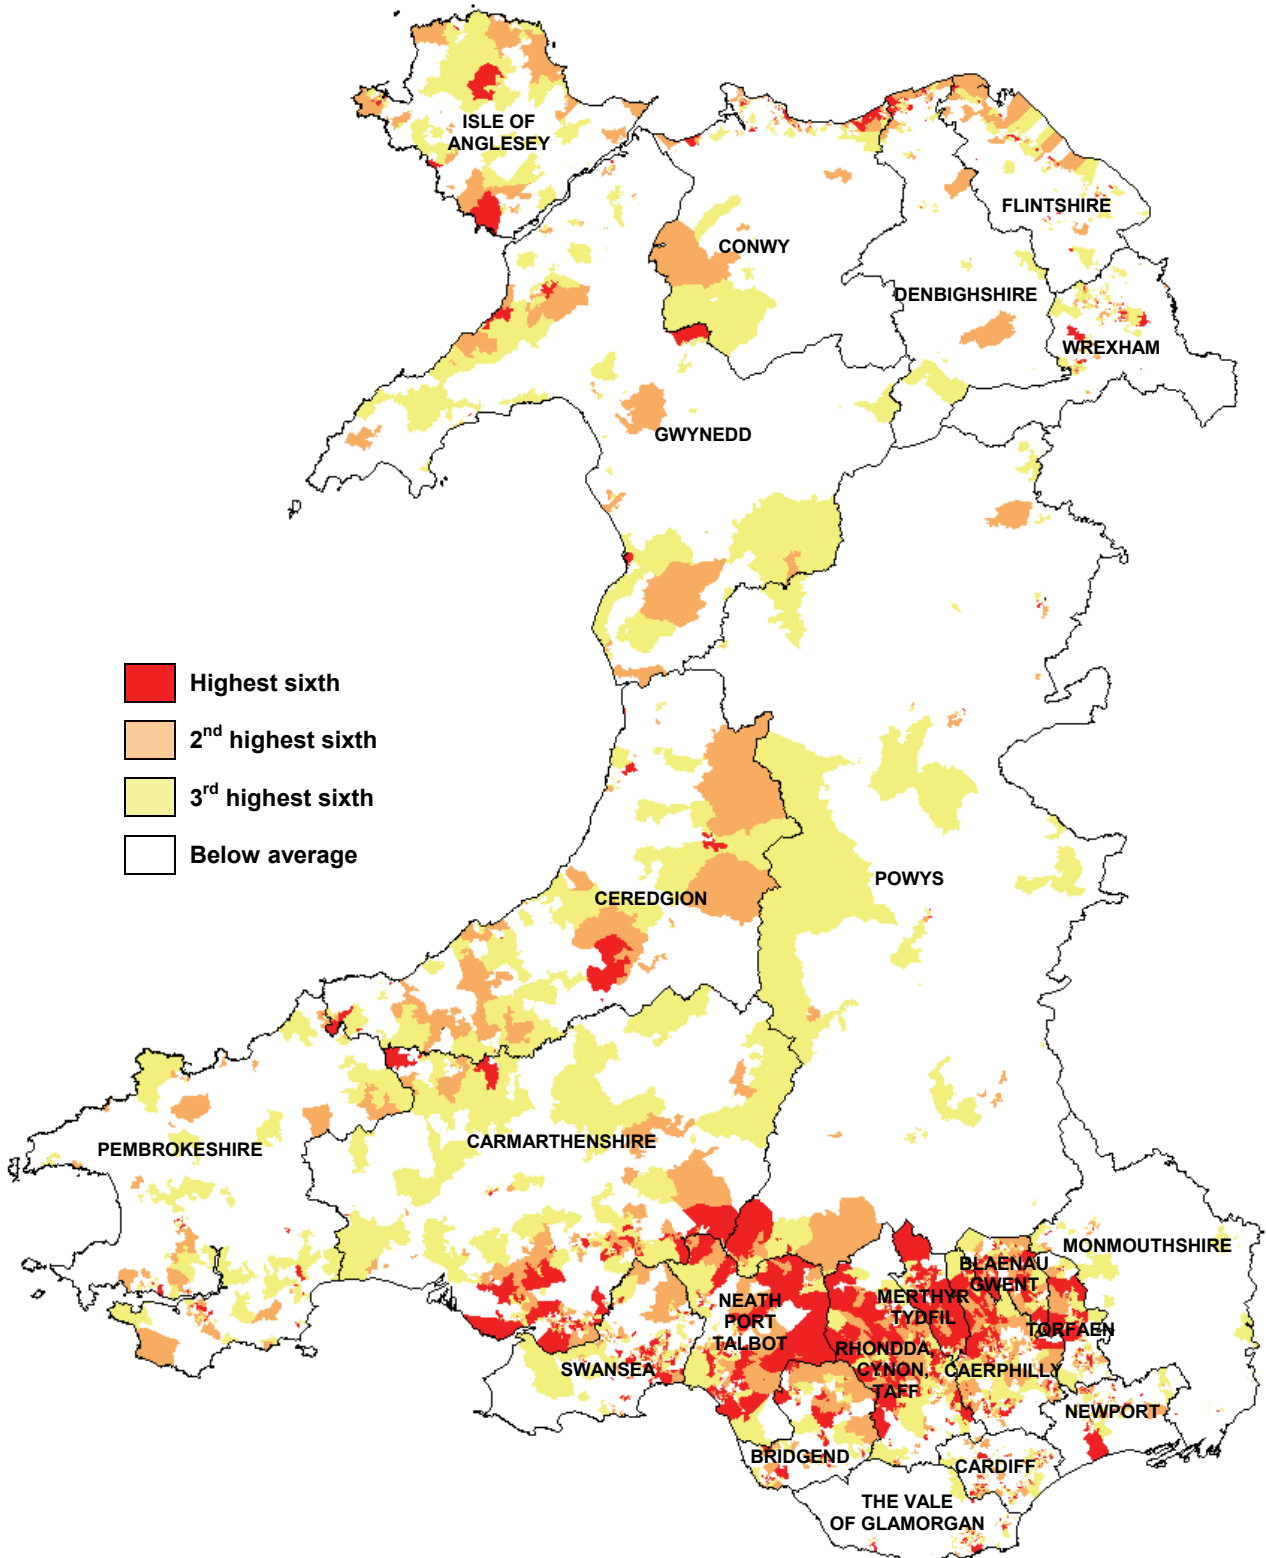 ISLE OF
ANGLESEY
FLINTSHIRE
CONWY
DENBIGHSHIRE
WREXHAM
GWYNEDD
Highest sixth
2nd highest sixth
3rd highest sixth
Below average
POWYS
CEREDGION
CARMARTHENSHIRE
PEMBROKESHIRE
MONMOUTHSHIRE
BLAENAU
GWENT
MERTHYR
TYDFIL
NEATH
PORT
TALBOT
TORFAEN
RHONDDA,
CYNON,
TAFF
CAERPHILLY
SWANSEA
NEWPORT
BRIDGEND
CARDIFF
THE VALE
OF GLAMORGAN